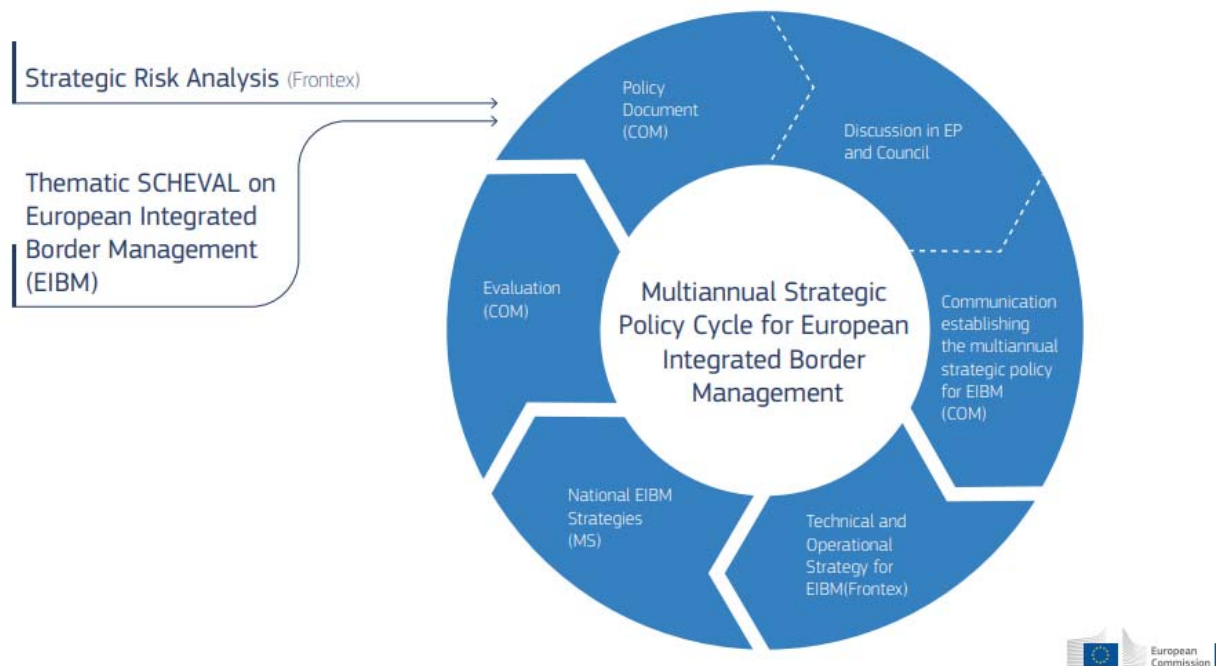 Strategic Risk Analysis (Frontex)
Thematic SCHEVAL on
European Integrated
Border Management
(EIBM)
Policy
Document
(COM)
Discussion in EP
and Council
Communication
establishing
the multiannual
strategic policy
for EIBM
(COM)
Technical and
Operational
Strategy for
EIBM(Frontex)
National EIBM
Strategies
(MS)
Evaluation
(COM)
Multiannual Strategic
Policy Cycle for European
Integrated Border
Management
European
Commission